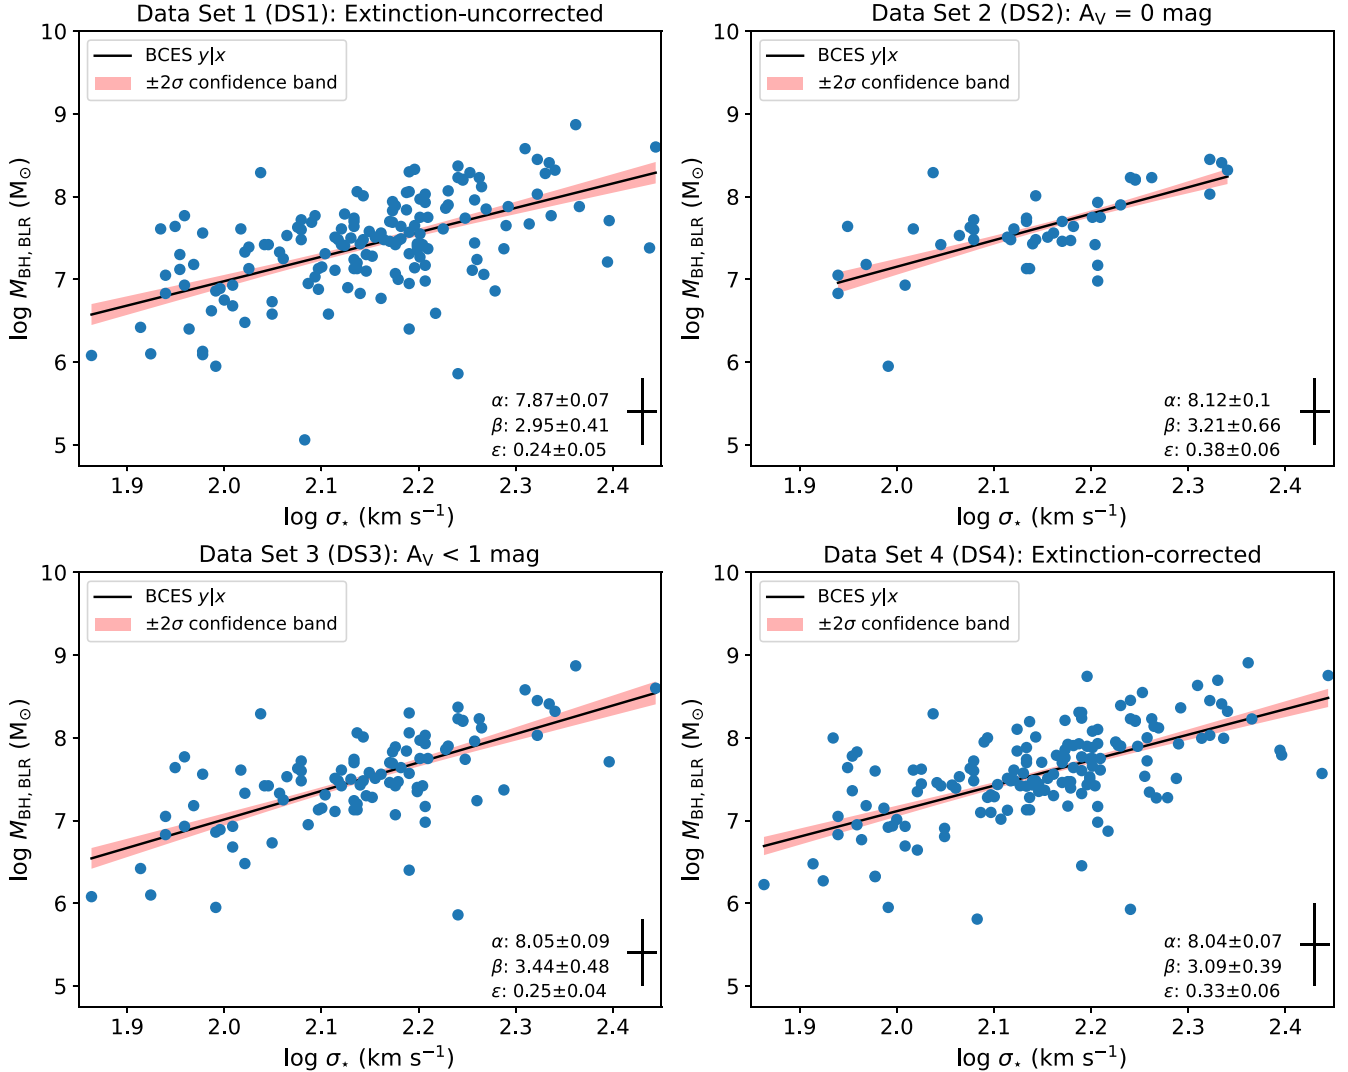 Data Set 1 (DS1): Extinction-uncorrected
10
9
8
7
6
5
log M_BH, BLR (M_⊙)
BCES y|x
±2σ confidence band
α: 7.87±0.07
β: 2.95±0.41
ε: 0.24±0.05
1.9 2.0 2.1 2.2 2.3 2.4
log σ⋆ (km s⁻¹)
Data Set 2 (DS2): A_V = 0 mag
10
9
8
7
6
5
log M_BH, BLR (M_⊙)
BCES y|x
±2σ confidence band
α: 8.12±0.1
β: 3.21±0.66
ε: 0.38±0.06
1.9 2.0 2.1 2.2 2.3 2.4
log σ⋆ (km s⁻¹)
Data Set 3 (DS3): A_V < 1 mag
10
9
8
7
6
5
log M_BH, BLR (M_⊙)
BCES y|x
±2σ confidence band
α: 8.05±0.09
β: 3.44±0.48
ε: 0.25±0.04
1.9 2.0 2.1 2.2 2.3 2.4
log σ⋆ (km s⁻¹)
Data Set 4 (DS4): Extinction-corrected
10
9
8
7
6
5
log M_BH, BLR (M_⊙)
BCES y|x
±2σ confidence band
α: 8.04±0.07
β: 3.09±0.39
ε: 0.33±0.06
1.9 2.0 2.1 2.2 2.3 2.4
log σ⋆ (km s⁻¹)